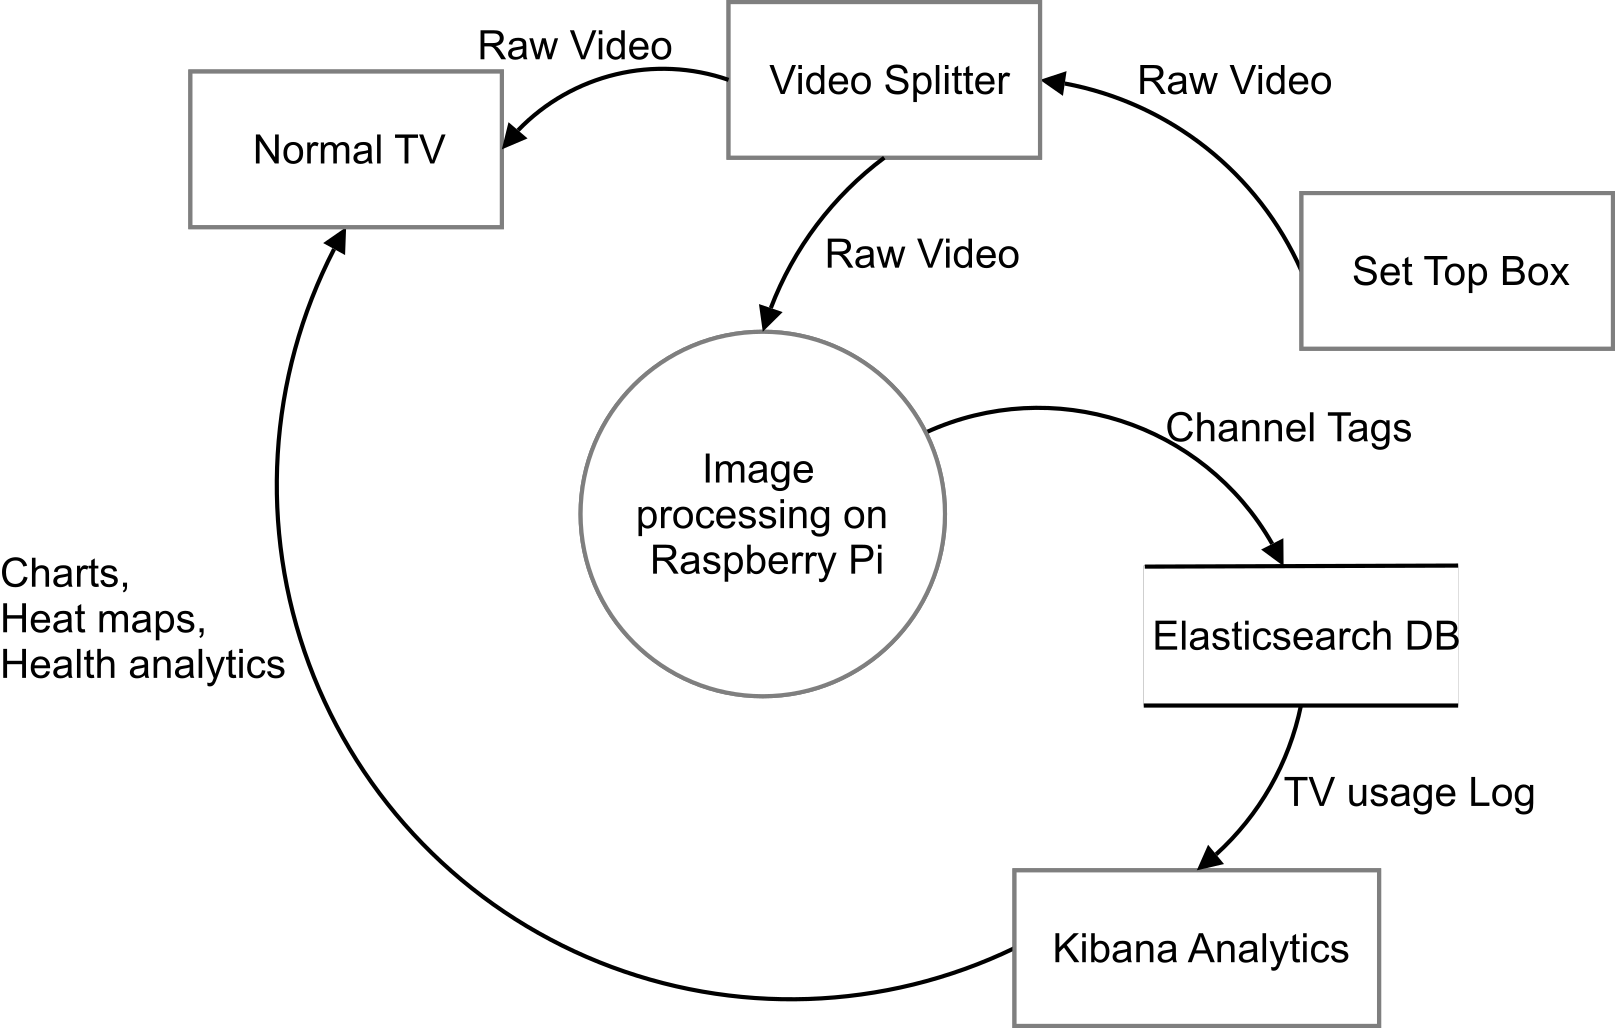 Raw Video
Video Splitter
Raw Video
Normal TV
Raw Video
Set Top Box
Channel Tags
Image
processing on
Raspberry Pi
Charts,
Heat maps,
Health analytics
Elasticsearch DB
TV usage Log
Kibana Analytics